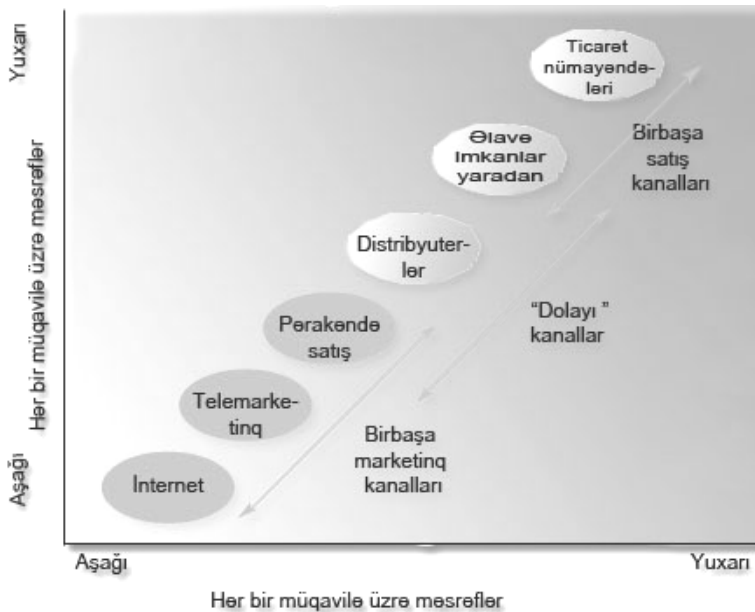 Yuxarı
Hər bir müqavilə üzrə məsrəflər
Aşağı
Ticarət
nümayəndə-
ləri
Birbaşa
satış
kanalları
Əlavə
imkanlar
yaradan
Distribyuter-
lər
“Dolayı ”
kanallar
Pərakəndə
satış
Telemarke-
tinq
Birbaşa
marketinq
kanalları
İnternet
Aşağı
Yuxarı
Hər bir müqavilə üzrə məsrəflər